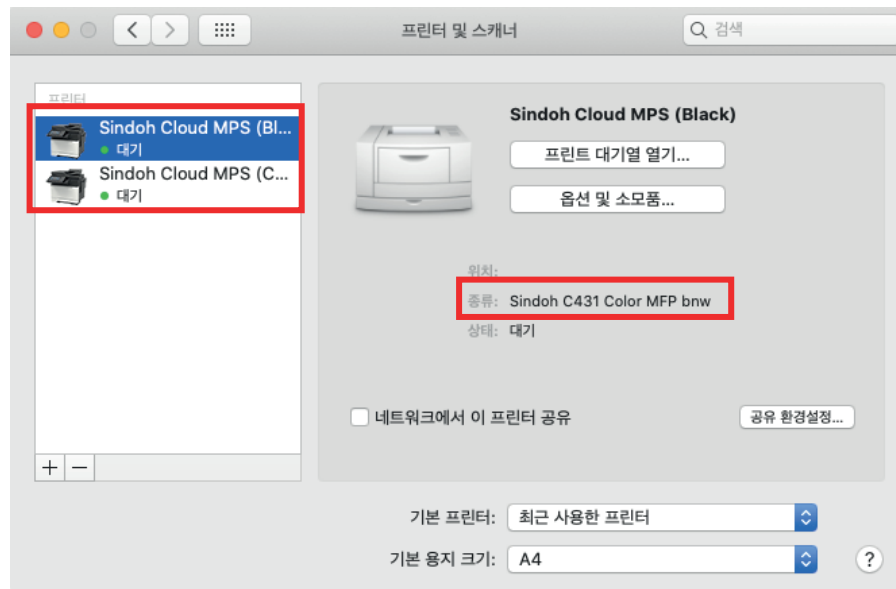 프린터 및 스캐너
검색
프린터
Sindoh Cloud MPS (Bl...
대기
Sindoh Cloud MPS (C...
대기
+ −
Sindoh Cloud MPS (Black)
프린트 대기열 열기...
옵션 및 소모품...
위치:
종류: Sindoh C431 Color MFP bnw
상태: 대기
네트워크에서 이 프린터 공유
공유 환경설정...
기본 프린터: 최근 사용한 프린터
기본 용지 크기: A4
?